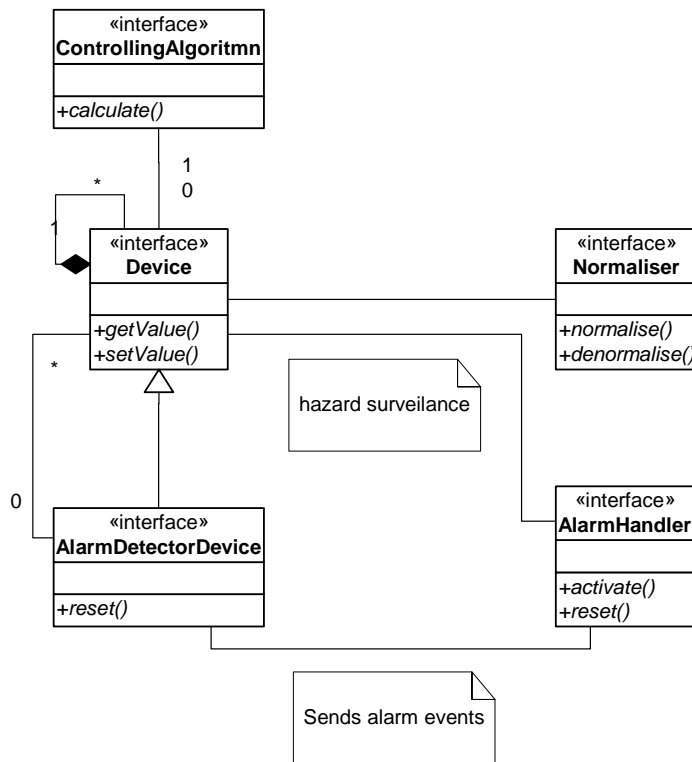 «interface»
ControllingAlgoritmn
+calculate()
1
0
*
1
«interface»
Device
+getValue()
+setValue()
«interface»
Normaliser
+normalise()
+denormalise()
*
hazard surveilance
0
«interface»
AlarmDetectorDevice
+reset()
«interface»
AlarmHandler
+activate()
+reset()
Sends alarm events